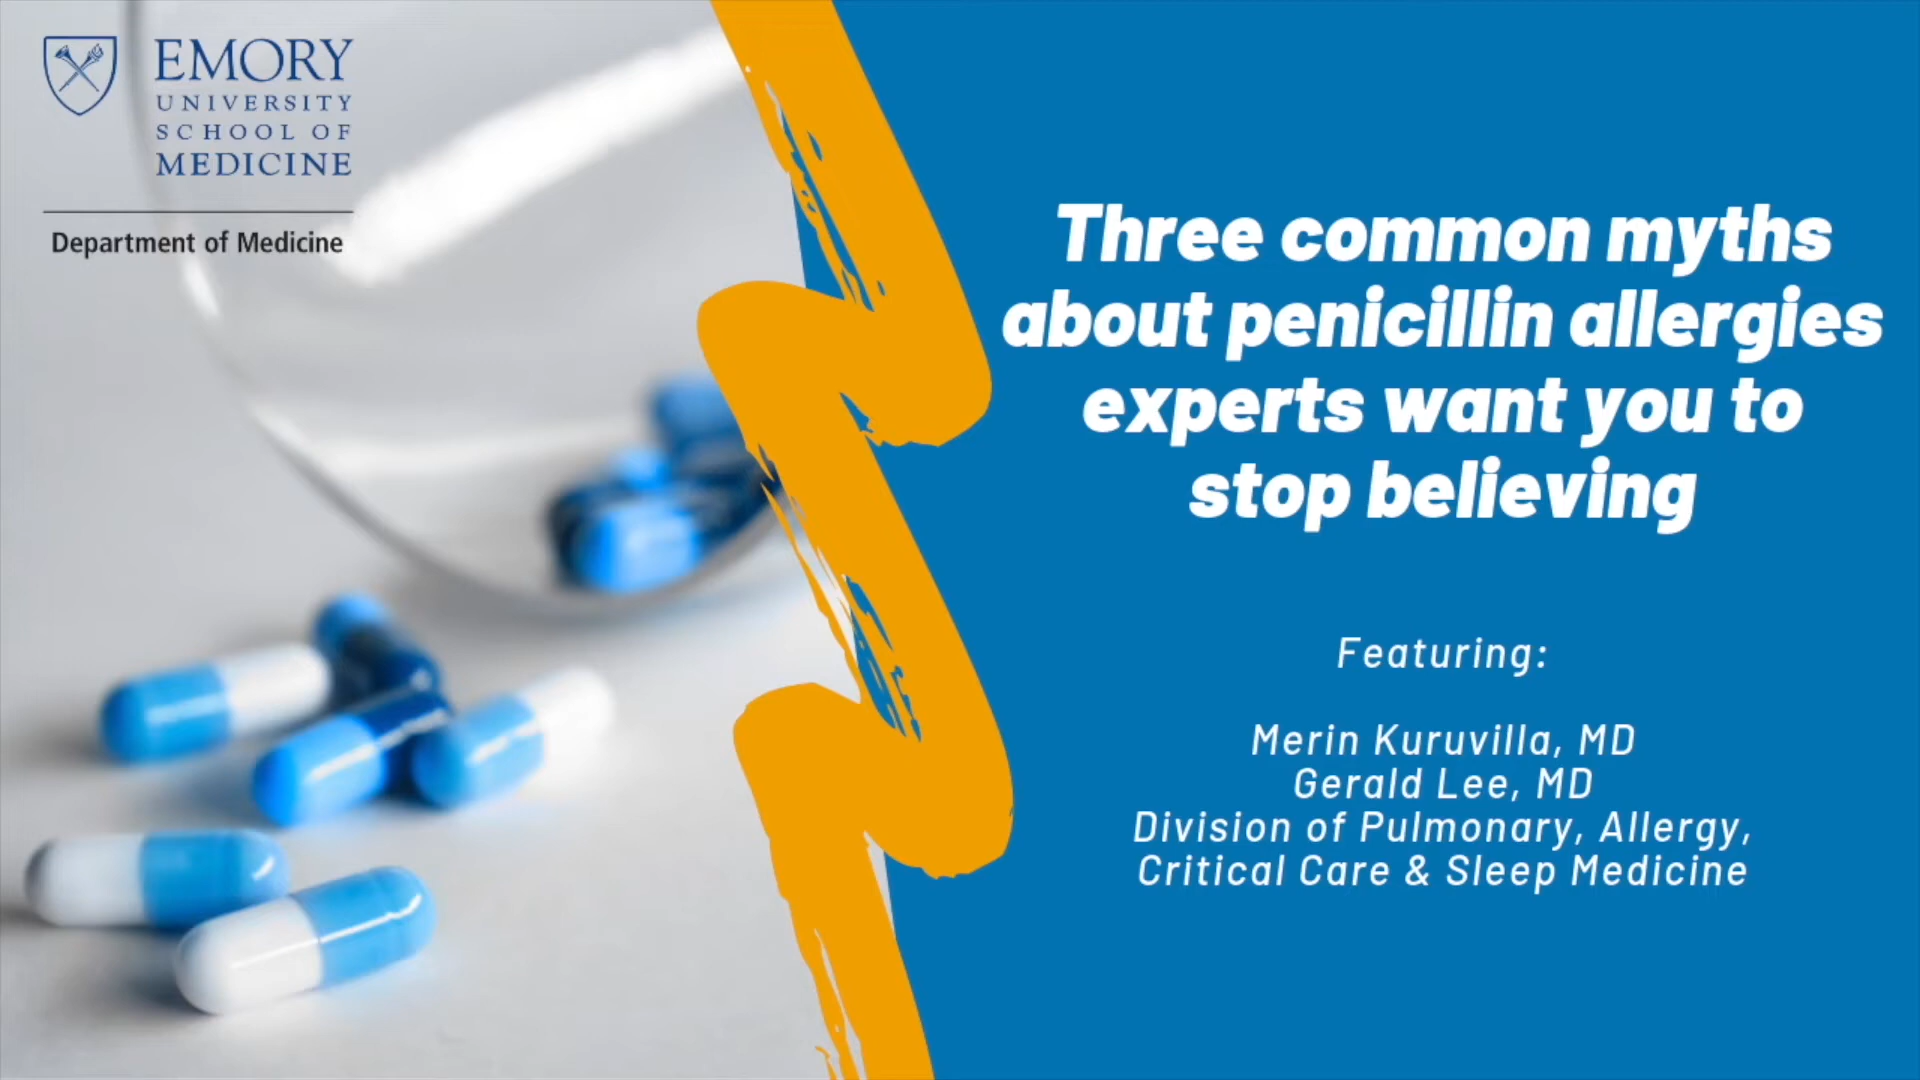 EMORY
UNIVERSITY
SCHOOL OF
MEDICINE
Department of Medicine
Three common myths
about penicillin allergies
experts want you to
stop believing
Featuring:
Merin Kuruvilla, MD
Gerald Lee, MD
Division of Pulmonary, Allergy,
Critical Care & Sleep Medicine